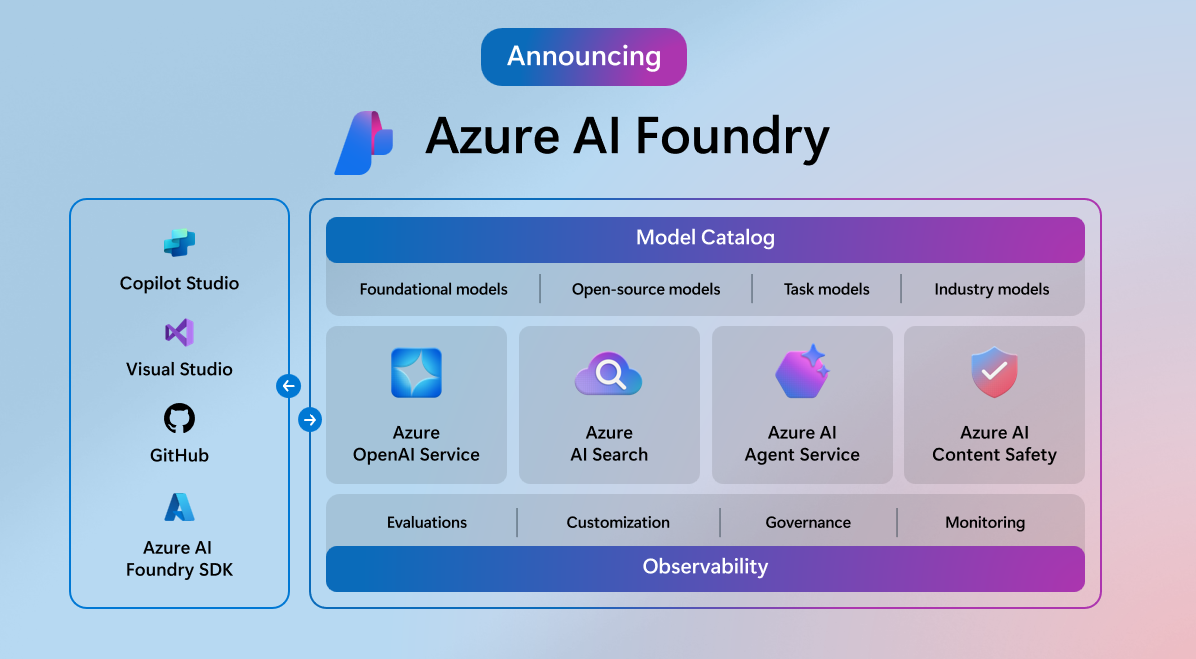 Announcing
Azure AI Foundry
Copilot Studio
Visual Studio
GitHub
Azure AI
Foundry SDK
Model Catalog
Foundational models
Open-source models
Task models
Industry models
Azure
OpenAI Service
Azure
AI Search
Azure AI
Agent Service
Azure AI
Content Safety
Evaluations
Customization
Governance
Monitoring
Observability